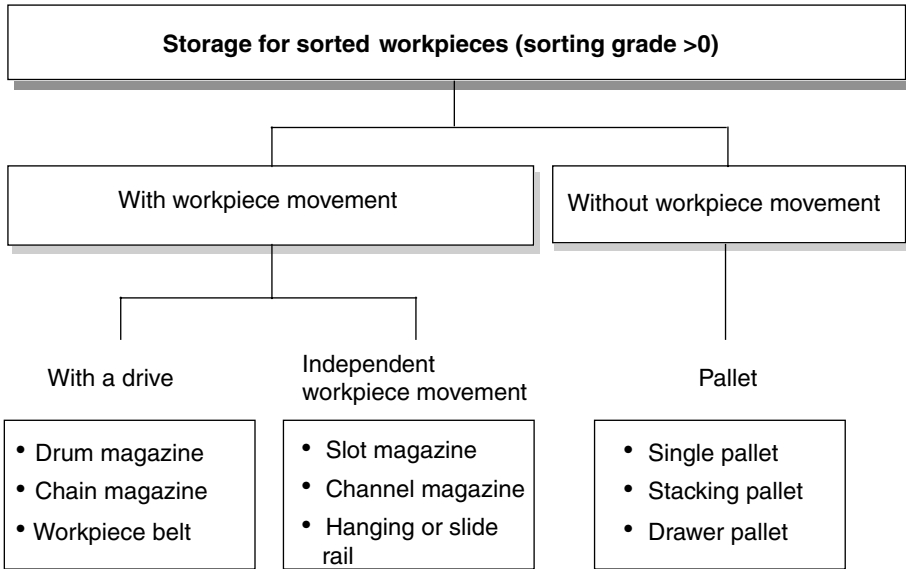 Storage for sorted workpieces (sorting grade >0)
With workpiece movement
Without workpiece movement
With a drive
Independent
workpiece movement
Pallet
• Drum magazine
• Chain magazine
• Workpiece belt
• Slot magazine
• Channel magazine
• Hanging or slide
rail
• Single pallet
• Stacking pallet
• Drawer pallet